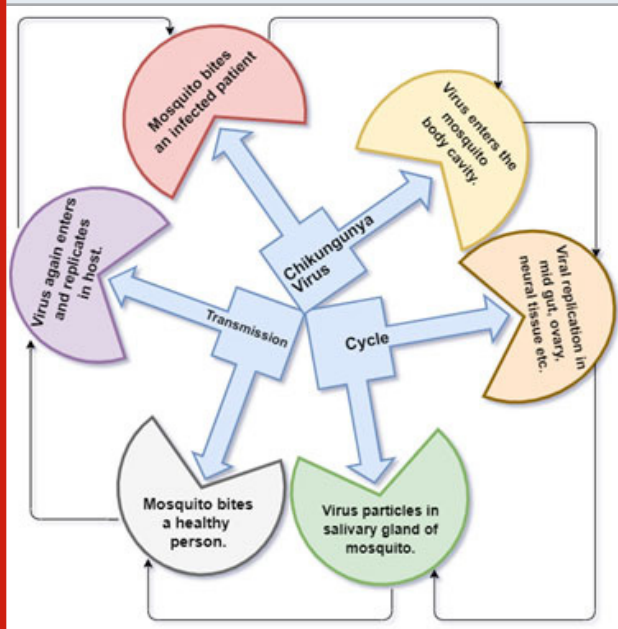 Mosquito bites
an infected patient
Virus enters the
mosquito
body cavity.
Viral replication in
mid gut, ovary,
neural tissue etc.
Virus particles in
salivary gland of
mosquito.
Mosquito bites
a healthy
person.
Virus again enters
and replicates
in host.
Chikungunya
Virus
Transmission
Cycle